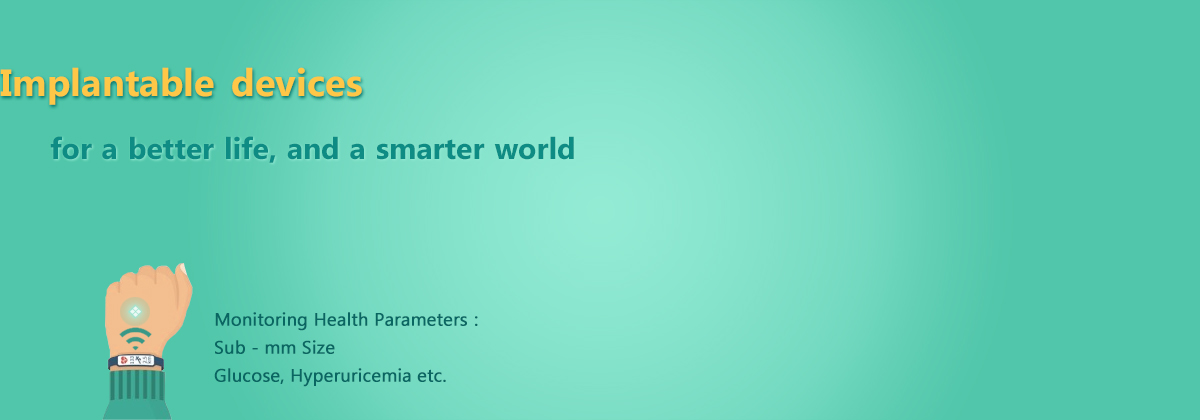 Implantable devices
for a better life, and a smarter world
Monitoring Health Parameters :
Sub - mm Size
Glucose, Hyperuricemia etc.